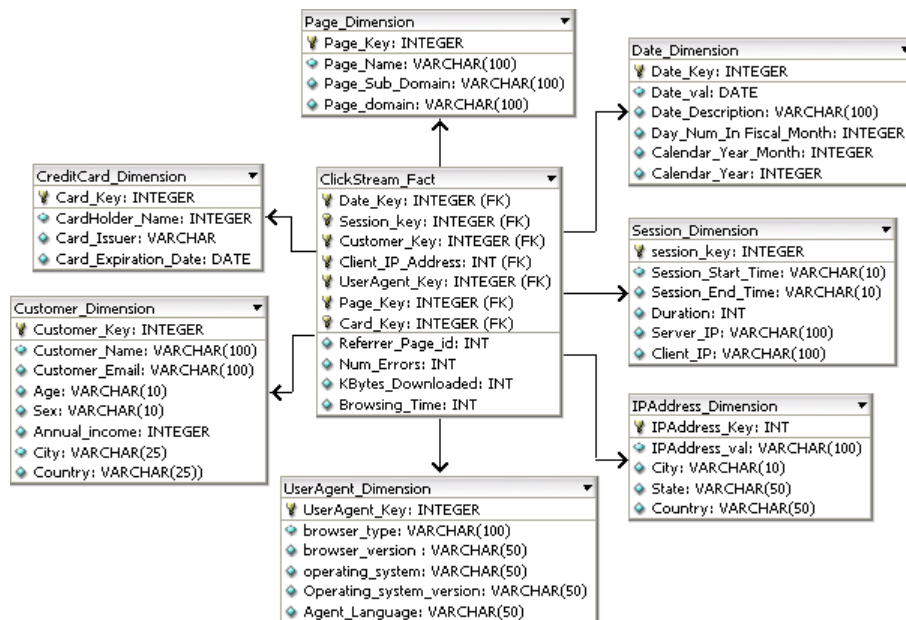 Page_Dimension
Page_Key: INTEGER
Page_Name: VARCHAR(100)
Page_Sub_Domain: VARCHAR(100)
Page_domain: VARCHAR(100)
Date_Dimension
Date_Key: INTEGER
Date_val: DATE
Date_Description: VARCHAR(100)
Day_Num_In Fiscal_Month: INTEGER
Calendar_Year_Month: INTEGER
Calendar_Year: INTEGER
CreditCard_Dimension
Card_Key: INTEGER
CardHolder_Name: INTEGER
Card_Issuer: VARCHAR
Card_Expiration_Date: DATE
ClickStream_Fact
Date_Key: INTEGER (FK)
Session_key: INTEGER (FK)
Customer_Key: INTEGER (FK)
Client_IP_Address: INT (FK)
UserAgent_Key: INTEGER (FK)
Page_Key: INTEGER (FK)
Card_Key: INTEGER (FK)
Referrer_Page_id: INT
Num_Errors: INT
KBytes_Downloaded: INT
Browsing_Time: INT
Session_Dimension
session_key: INTEGER
Session_Start_Time: VARCHAR(10)
Session_End_Time: VARCHAR(10)
Duration: INT
Server_IP: VARCHAR(100)
Client_IP: VARCHAR(100)
Customer_Dimension
Customer_Key: INTEGER
Customer_Name: VARCHAR(100)
Customer_Email: VARCHAR(100)
Age: VARCHAR(10)
Sex: VARCHAR(10)
Annual_income: INTEGER
City: VARCHAR(25)
Country: VARCHAR(25))
IPAddress_Dimension
IPAddress_Key: INT
IPAddress_val: VARCHAR(100)
City: VARCHAR(10)
State: VARCHAR(50)
Country: VARCHAR(50)
UserAgent_Dimension
UserAgent_Key: INTEGER
browser_type: VARCHAR(100)
browser_version : VARCHAR(50)
operating_system: VARCHAR(50)
Operating_system_version: VARCHAR(50)
Agent_Language: VARCHAR(50)